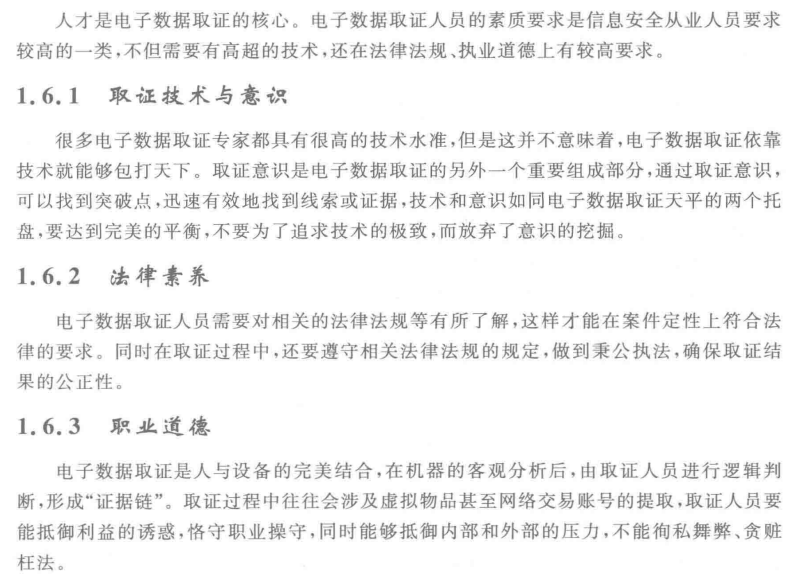 人才是电子数据取证的核心。电子数据取证人员的素质要求是信息安全从业人员要求
较高的一类,不但需要有高超的技术,还在法律法规、执业道德上有较高要求。
1.6.1 取证技术与意识
很多电子数据取证专家都具有很高的技术水准,但是这并不意味着,电子数据取证依靠
技术就能够包打天下。取证意识是电子数据取证的另外一个重要组成部分,通过取证意识,
可以找到突破点,迅速有效地找到线索或证据,技术和意识如同电子数据取证天平的两个托
盘,要达到完美的平衡,不要为了追求技术的极致,而放弃了意识的挖掘。
1.6.2 法律素养
电子数据取证人员需要对相关的法律法规等有所了解,这样才能在案件定性上符合法
律的要求。同时在取证过程中,还要遵守相关法律法规的规定,做到秉公执法,确保取证结
果的公正性。
1.6.3 职业道德
电子数据取证是人与设备的完美结合,在机器的客观分析后,由取证人员进行逻辑判
断,形成“证据链”。取证过程中往往会涉及虚拟物品甚至网络交易账号的提取,取证人员要
能抵御利益的诱惑,恪守职业操守,同时能够抵御内部和外部的压力,不能徇私舞弊、贪赃
枉法。